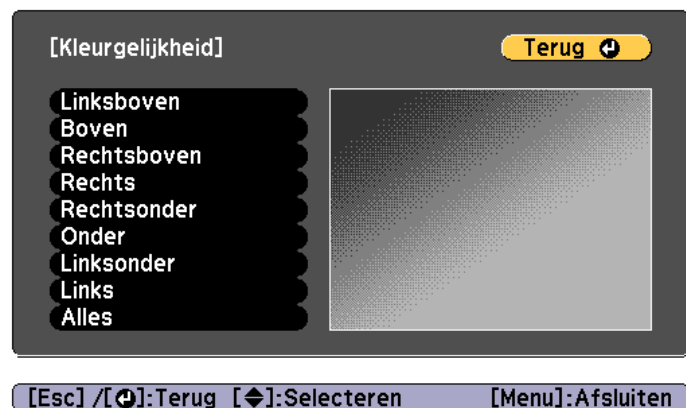 [Kleurgelijkheid]
Terug
Linksboven
Boven
Rechtsboven
Rechts
Rechtsonder
Onder
Linksonder
Links
Alles
[Esc] /[⏎]:Terug [◆]:Selecteren [Menu]:Afsluiten